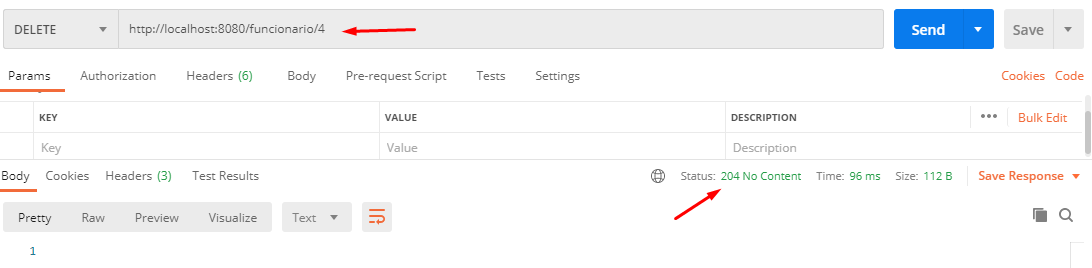 DELETE http://localhost:8080/funcionario/4 Send Save
Params Authorization Headers (6) Body Pre-request Script Tests Settings Cookies Code
KEY VALUE DESCRIPTION ••• Bulk Edit
Key Value Description
Body Cookies Headers (3) Test Results Status: 204 No Content Time: 96 ms Size: 112 B Save Response
Pretty Raw Preview Visualize Text
1